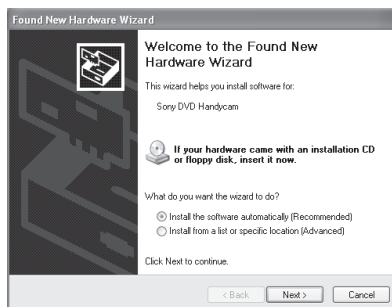 Found New Hardware Wizard
Welcome to the Found New
Hardware Wizard
This wizard helps you install software for:
Sony DVD Handycam
If your hardware came with an installation CD
or floppy disk, insert it now.
What do you want the wizard to do?
Install the software automatically (Recommended)
Install from a list or specific location (Advanced)
Click Next to continue.
< Back
Next >
Cancel